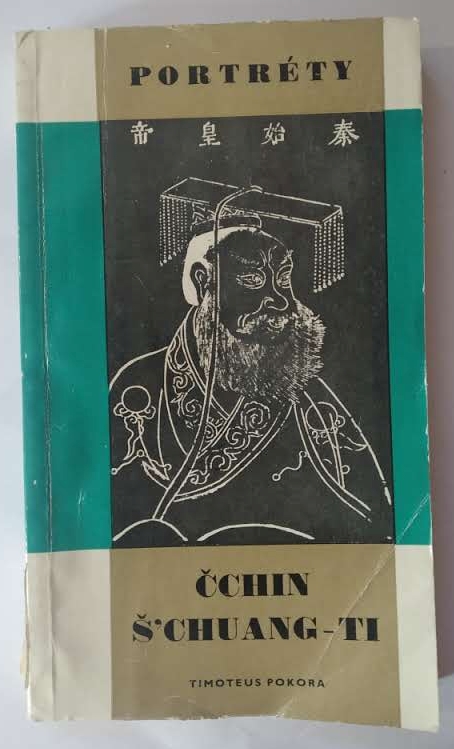 PORTRÉTY
秦始皇帝
ČCHIN
Š'CHUANG-TI
TIMOTEUS POKORA